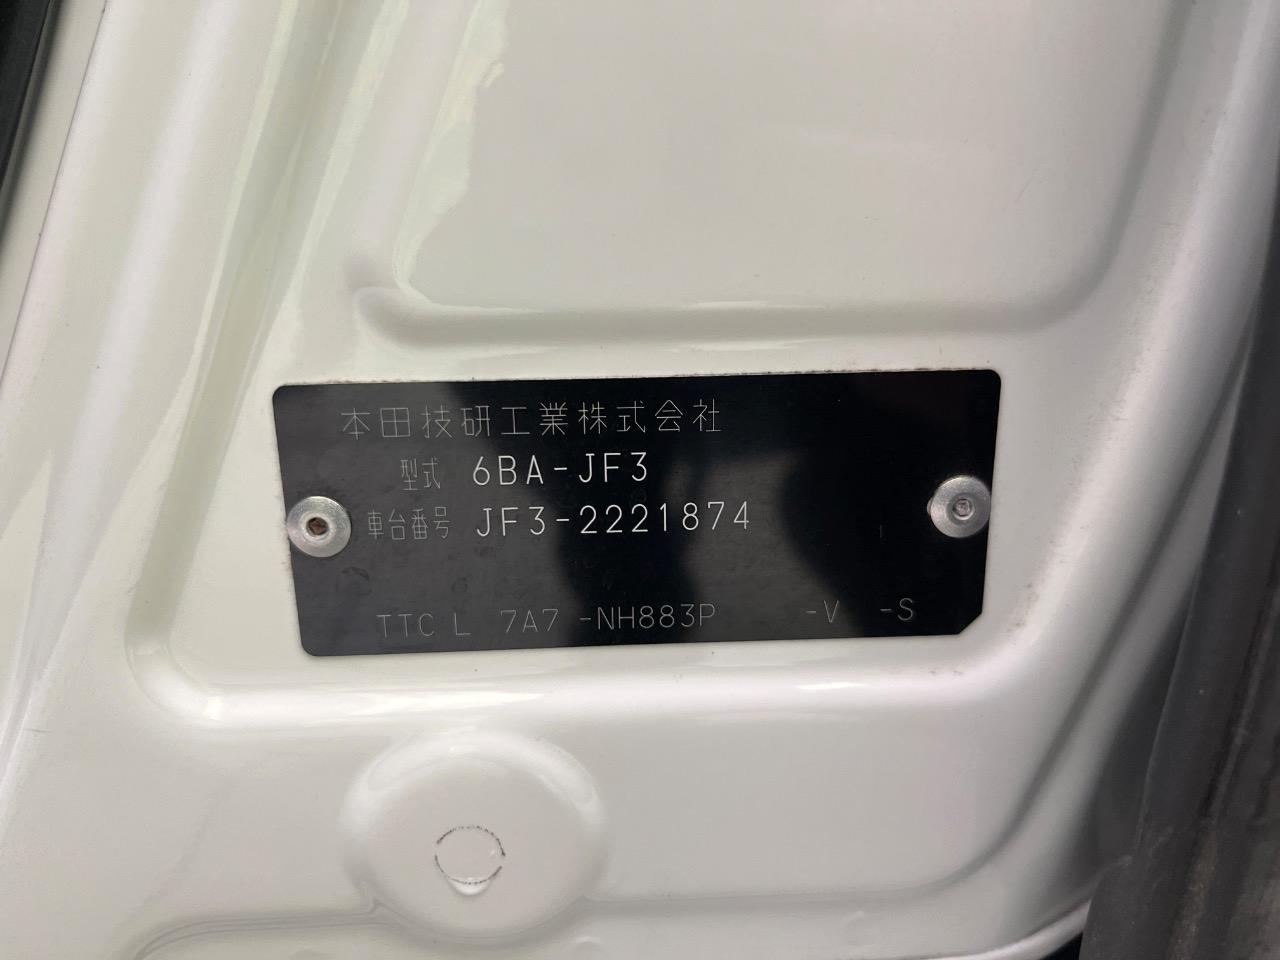 本田技研工業株式会社
型式 6BA-JF3
車台番号 JF3-2221874
TTC L 7A7 -NH883P -V -S